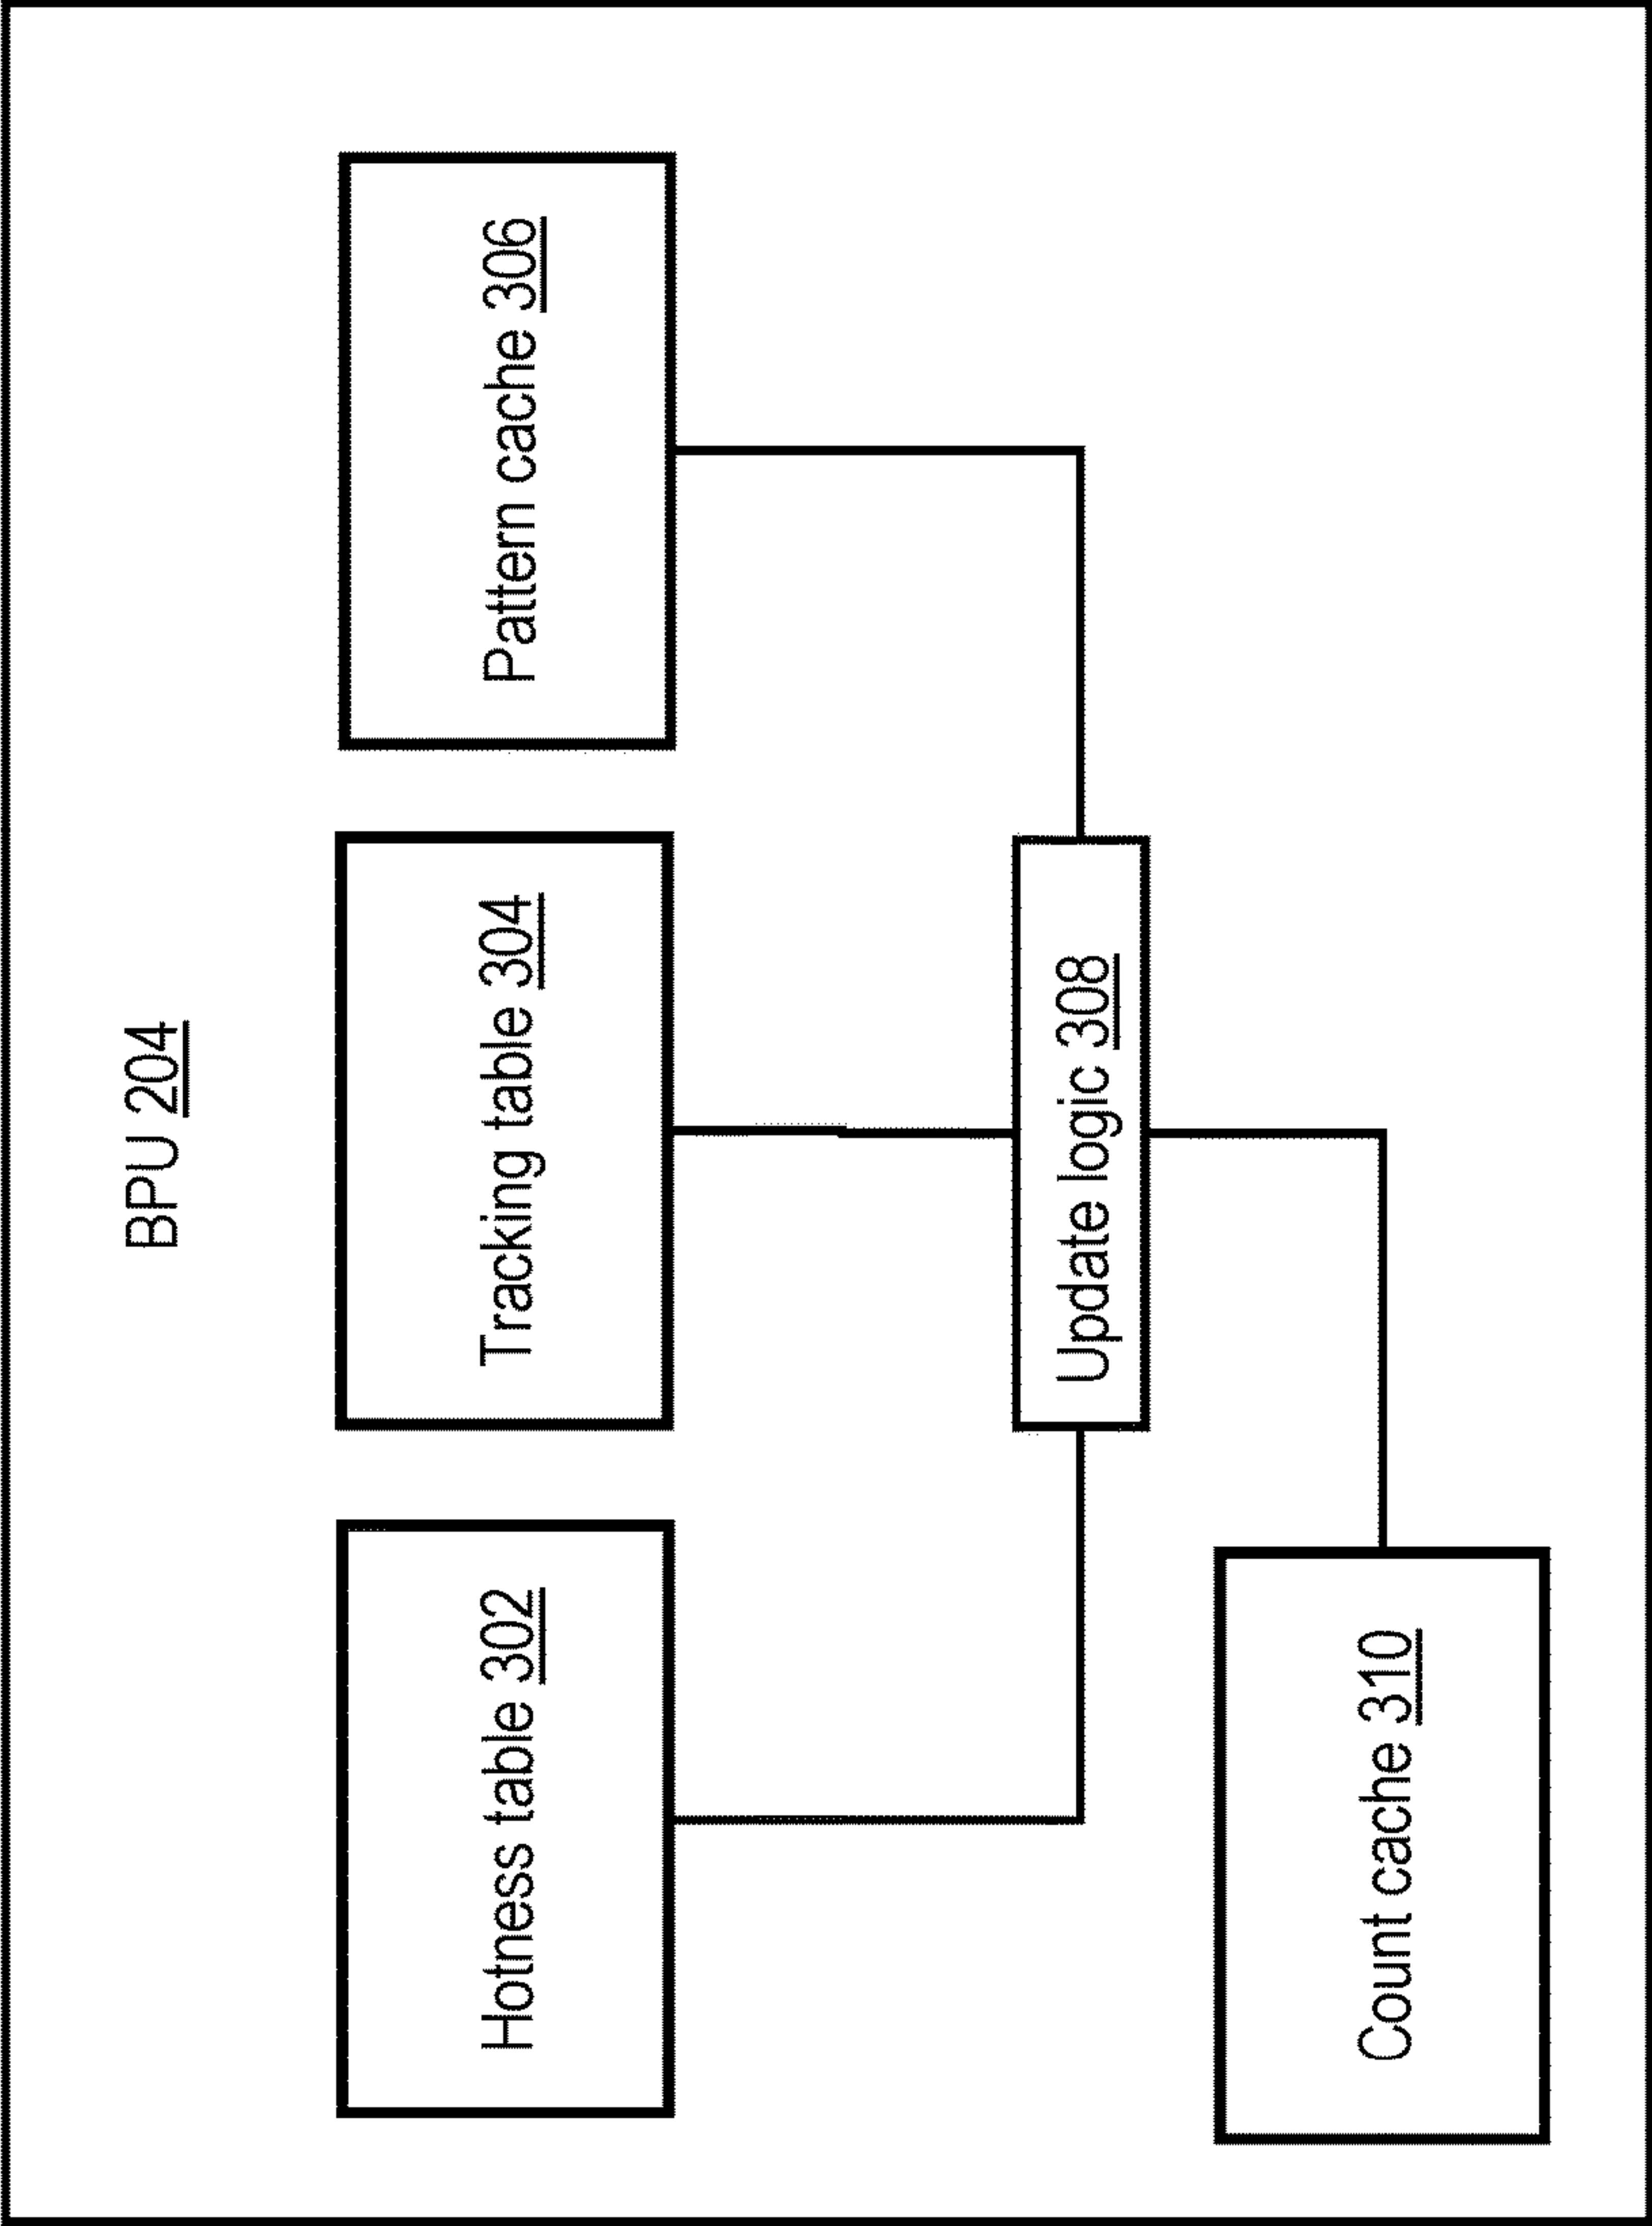 BPU 204
Hotness table 302
Tracking table 304
Pattern cache 306
Update logic 308
Count cache 310